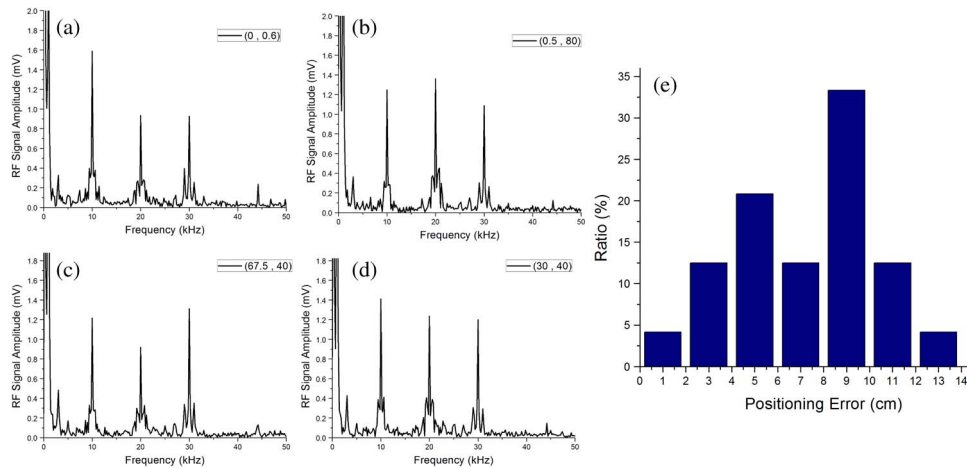 (a)
(0 , 0.6)
RF Signal Amplitude (mV)
2.0
1.8
1.6
1.4
1.2
1.0
0.8
0.6
0.4
0.2
0.0
0 10 20 30 40 50
Frequency (kHz)
(b)
(0.5, 80)
RF Signal Amplitude (mV)
2.0
1.8
1.6
1.4
1.2
1.0
0.8
0.6
0.4
0.2
0.0
0 10 20 30 40 50
Frequency (kHz)
(c)
(67.5 , 40)
RF Signal Amplitude (mV)
1.8
1.6
1.4
1.2
1.0
0.8
0.6
0.4
0.2
0.0
0 10 20 30 40 50
Frequency (kHz)
(d)
(30 , 40)
RF Signal Amplitude (mV)
1.8
1.6
1.4
1.2
1.0
0.8
0.6
0.4
0.2
0.0
0 10 20 30 40 50
Frequency (kHz)
(e)
Ratio (%)
35
30
25
20
15
10
5
0
0 1 2 3 4 5 6 7 8 9 10 11 12 13 14
Positioning Error (cm)